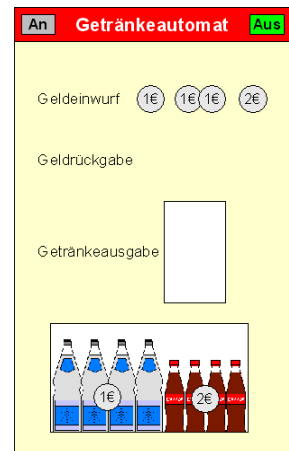 An Getränkeautomat Aus
Geldeinwurf 1€ 1€ 1€ 2€
Geldrückgabe
Getränkeausgabe
1€ 2€